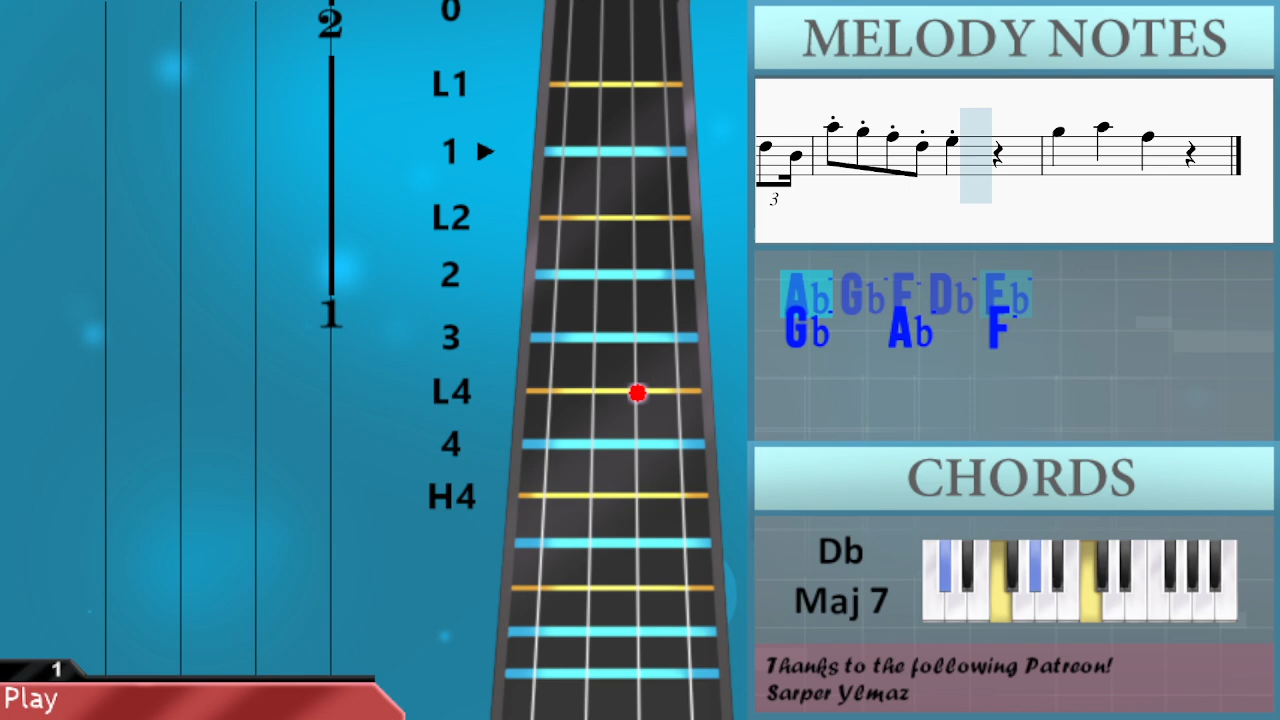 2
1
0
L1
1
L2
2
3
L4
4
H4
1
Play
MELODY NOTES
3
Ab Gb F Db Eb
Gb Ab F
CHORDS
Db
Maj 7
Thanks to the following Patreon!
Sarper Yılmaz